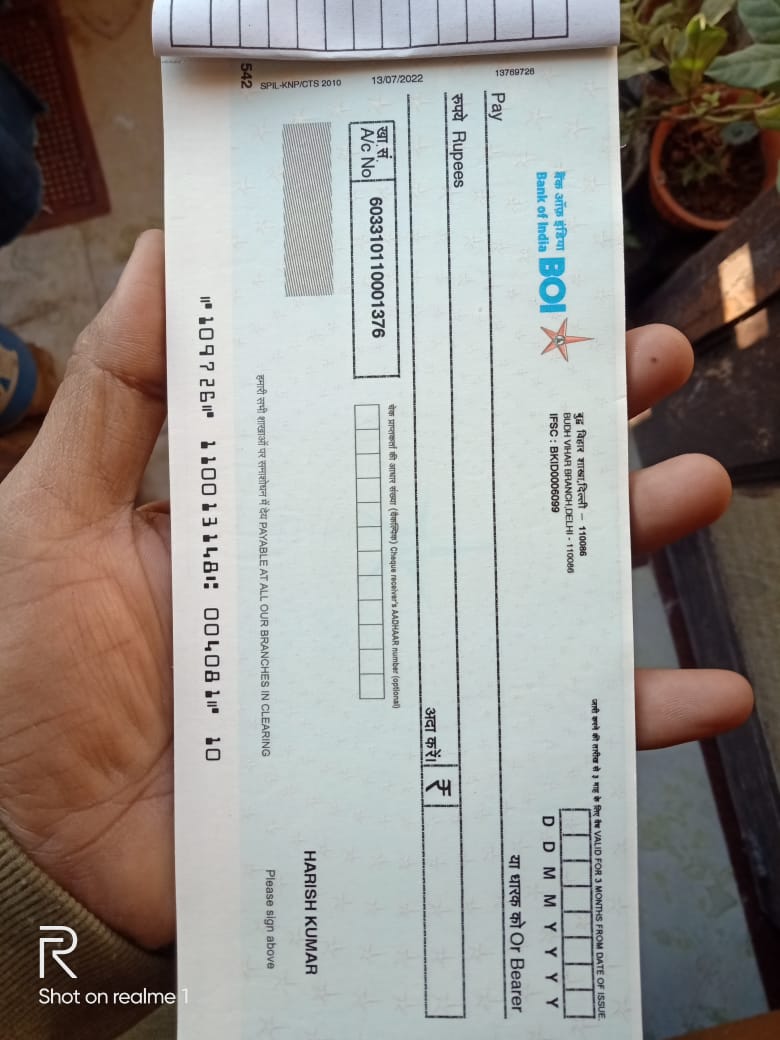 बैंक ऑफ़ इंडिया
Bank of India
BOI
बुद्ध विहार शाखा,दिल्ली - 110086
BUDH VIHAR BRANCH,DELHI - 110086
IFSC : BKID0006099
जारी करने की तारीख से ३ माह के लिए वैध VALID FOR 3 MONTHS FROM DATE OF ISSUE.
D D M M Y Y Y Y
13769726
Pay
या धारक को Or Bearer
रुपये Rupees
अदा करें।
₹
13/07/2022
खा.सं.
A/c No
603310110001376
चेक प्राप्तकर्ता की आधार संख्या (वैकल्पिक) Cheque receiver's AADHAAR number (optional)
SPIL-KNP/CTS 2010
HARISH KUMAR
Please sign above
542
हमारी सभी शाखाओं पर समाशोधन में देय PAYABLE AT ALL OUR BRANCHES IN CLEARING
⑈109726⑈ 110013148⑆ 004081⑈ 10
R
Shot on realme 1